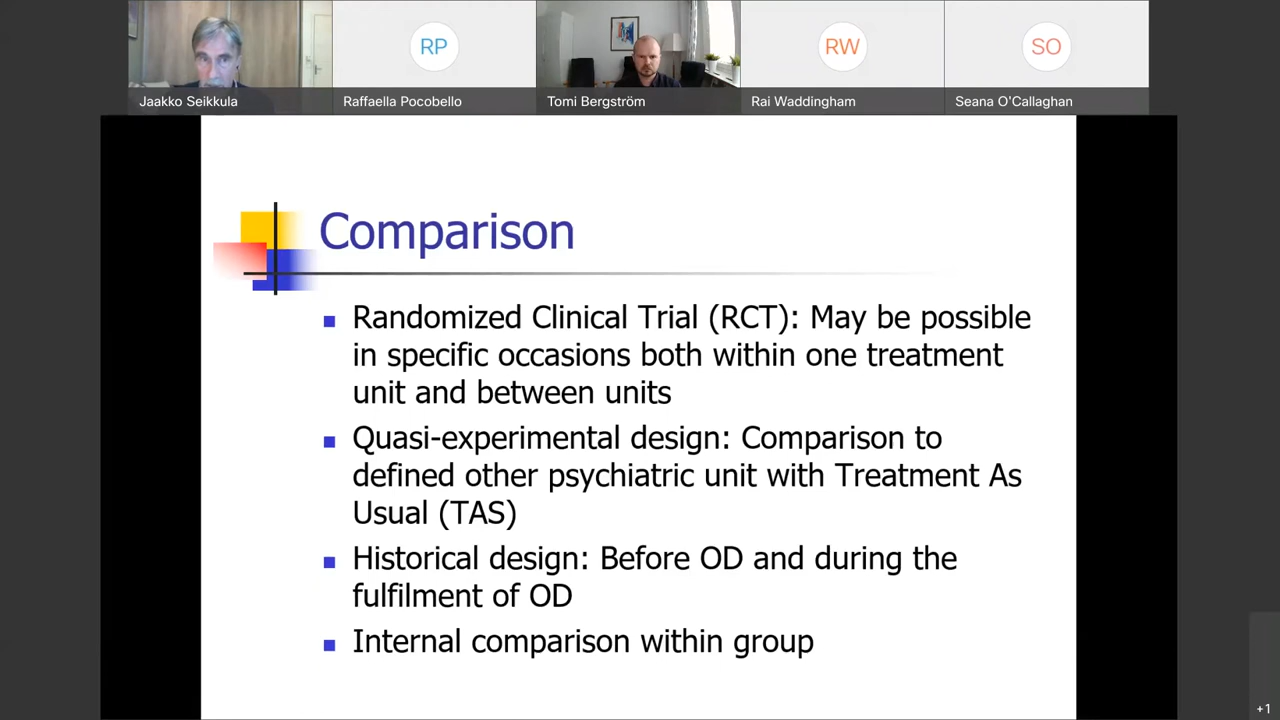 RP
RW
SO
Jaakko Seikkula
Raffaella Pocobello
Tomi Bergström
Rai Waddingham
Seana O'Callaghan
Comparison
Randomized Clinical Trial (RCT): May be possible
in specific occasions both within one treatment
unit and between units
Quasi-experimental design: Comparison to
defined other psychiatric unit with Treatment As
Usual (TAS)
Historical design: Before OD and during the
fulfilment of OD
Internal comparison within group
+1